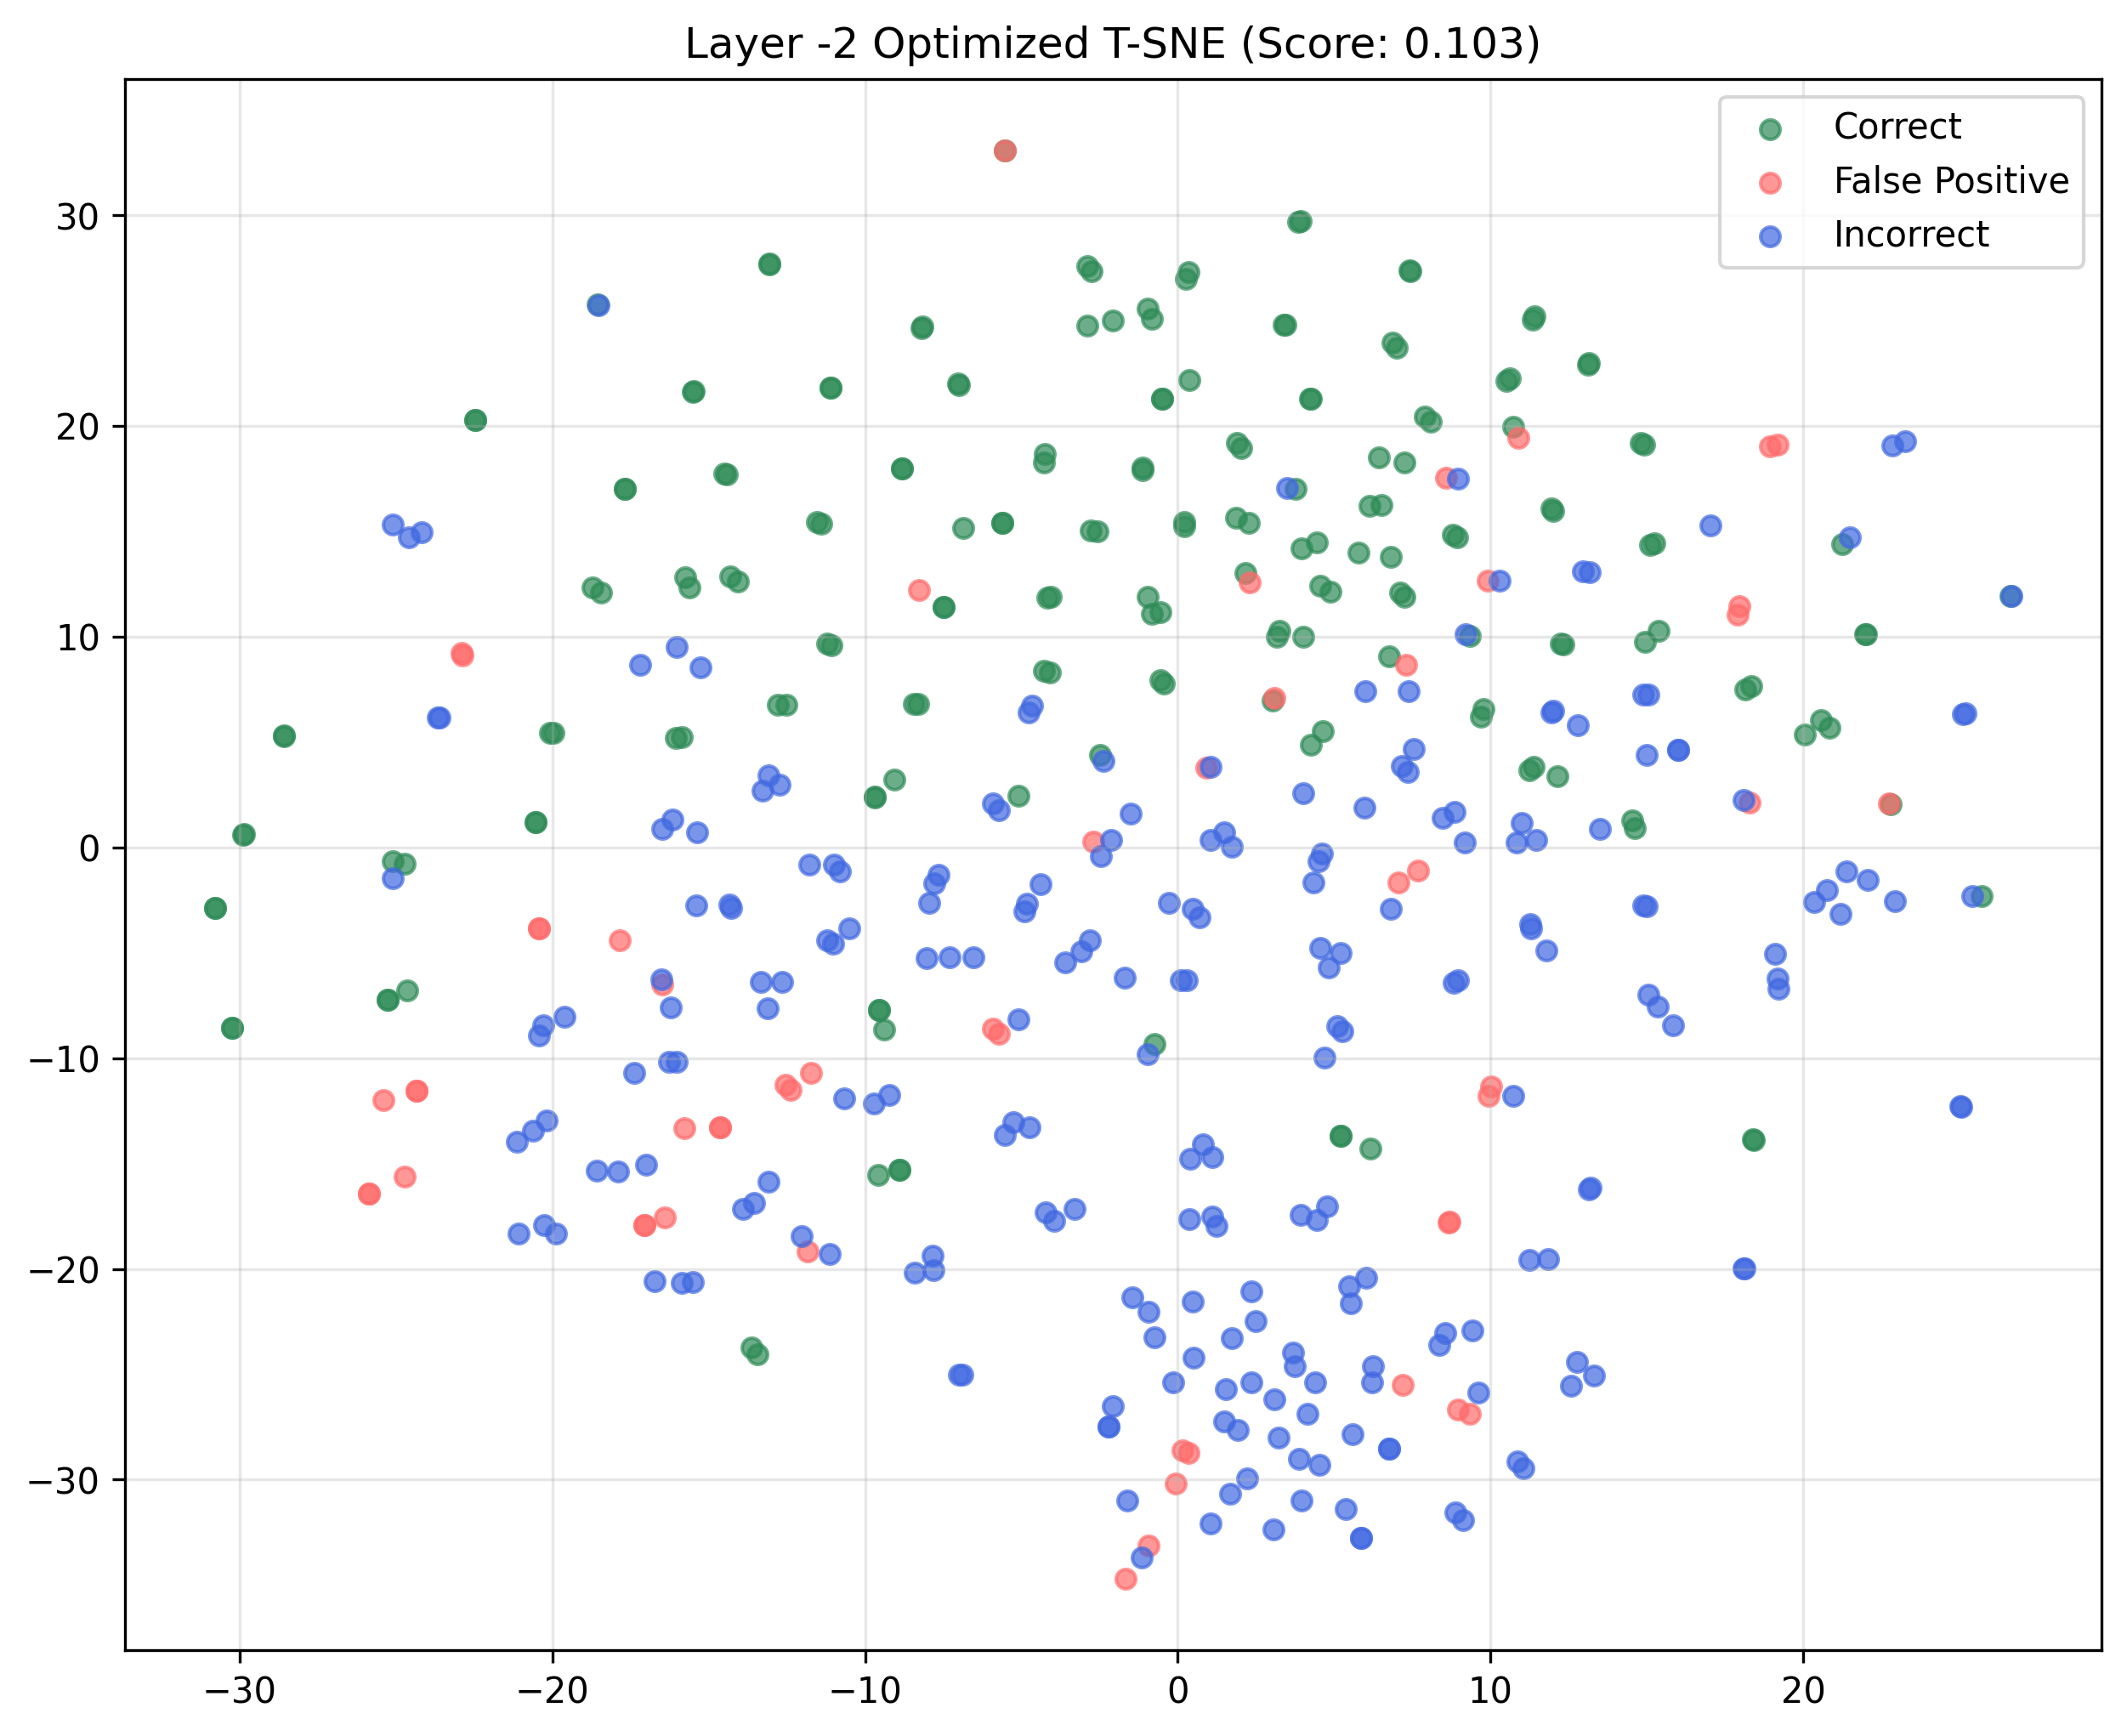 Layer -2 Optimized T-SNE (Score: 0.103)
Correct
False Positive
Incorrect
30
20
10
0
−10
−20
−30
−30 −20 −10 0 10 20